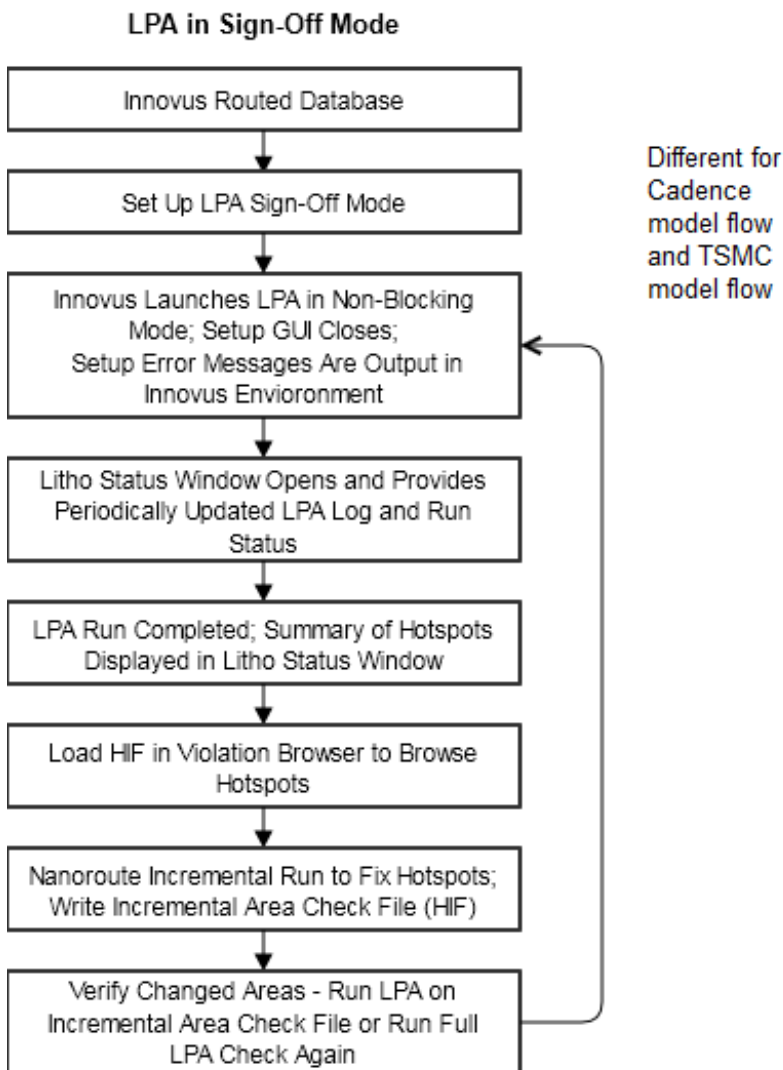 LPA in Sign-Off Mode
Innovus Routed Database
Set Up LPA Sign-Off Mode
Different for
Cadence
model flow
and TSMC
model flow
Innovus Launches LPA in Non-Blocking
Mode; Setup GUI Closes;
Setup Error Messages Are Output in
Innovus Envioronment
Litho Status Window Opens and Provides
Periodically Updated LPA Log and Run
Status
LPA Run Completed; Summary of Hotspots
Displayed in Litho Status Window
Load HIF in Violation Browser to Browse
Hotspots
Nanoroute Incremental Run to Fix Hotspots;
Write Incremental Area Check File (HIF)
Verify Changed Areas - Run LPA on
Incremental Area Check File or Run Full
LPA Check Again